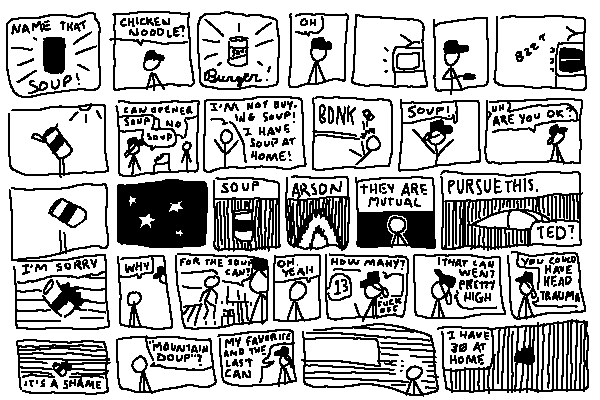 NAME THAT
SOUP!
CHICKEN
NOODLE?
Burger!
OH
BZZT
CAN OPENER
SOUP
NO
SOUP
I'M NOT BUY-
ING SOUP!
I HAVE
SOUP AT
HOME!
BONK
SOUP!
UH?
ARE YOU OK?
SOUP
ARSON
THEY ARE
MUTUAL
PURSUE THIS.
TED?
I'M SORRY
WHY
FOR THE SOUP
CAN?
OH
YEAH
HOW MANY?
13
FUCK
OFF
THAT CAN
WENT
PRETTY
HIGH
YOU COULD
HAVE
HEAD
TRAUMA
IT'S A SHAME
"MOUNTAIN
DOUP"?
MY FAVORITE
AND THE
LAST
CAN
I HAVE
30 AT
HOME